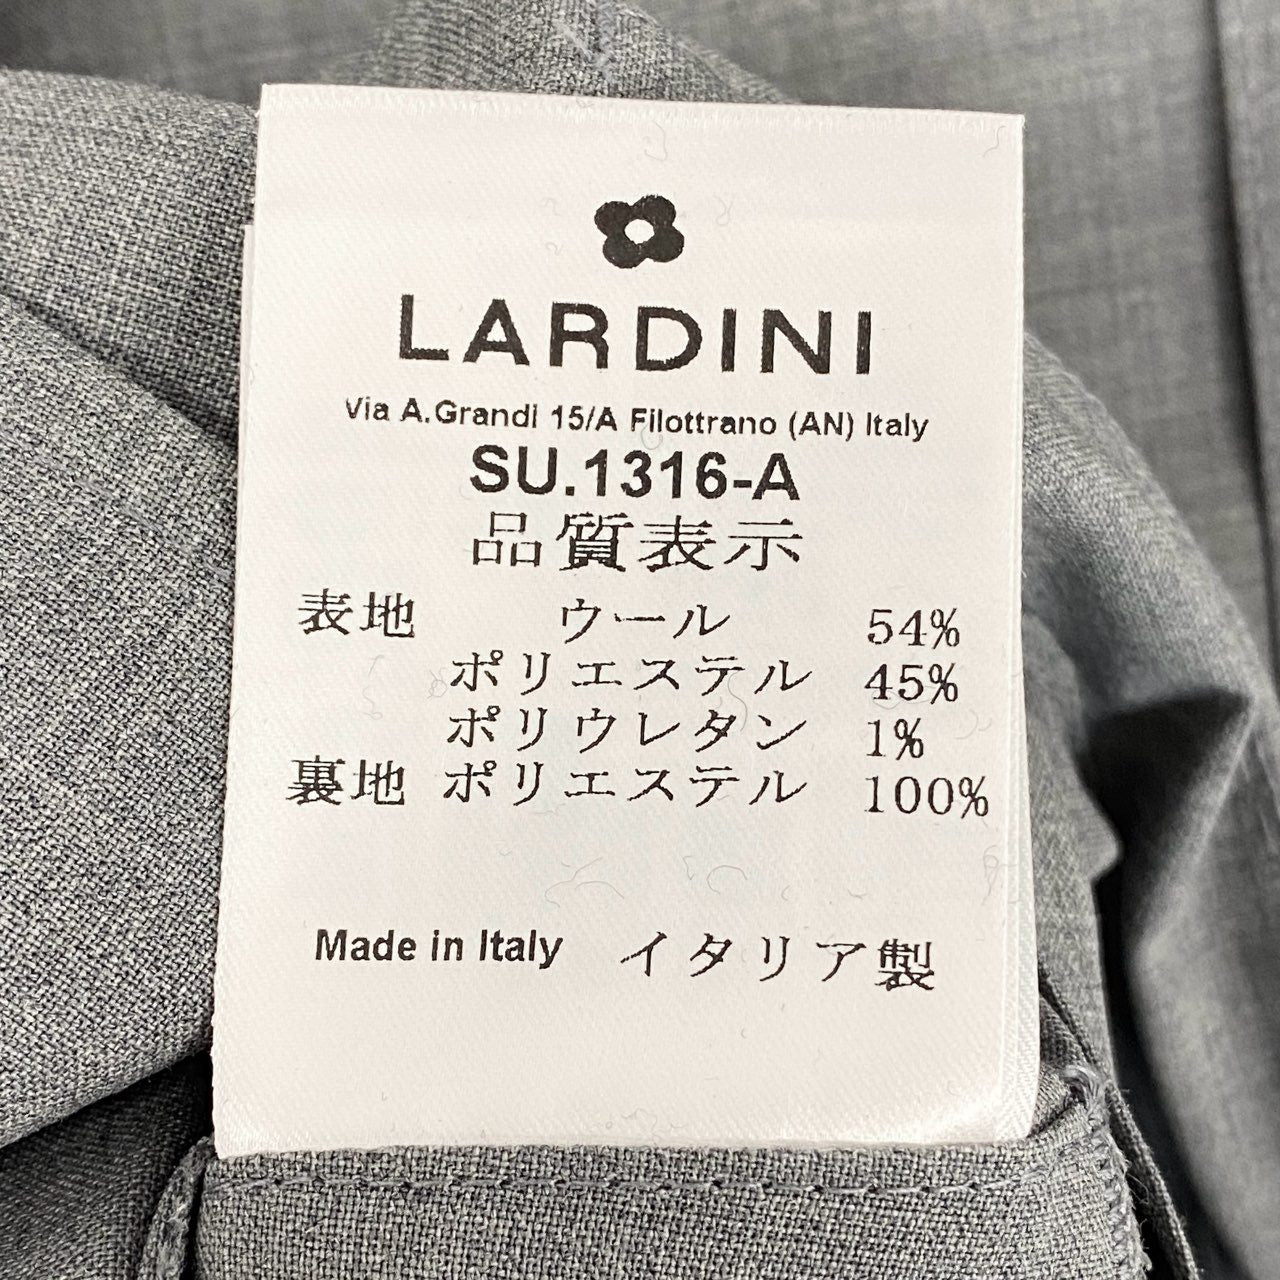 LARDINI
Via A.Grandi 15/A Filottrano (AN) Italy
SU.1316-A
品質表示
表地 ウール 54%
ポリエステル 45%
ポリウレタン 1%
裏地 ポリエステル 100%
Made in Italy イタリア製